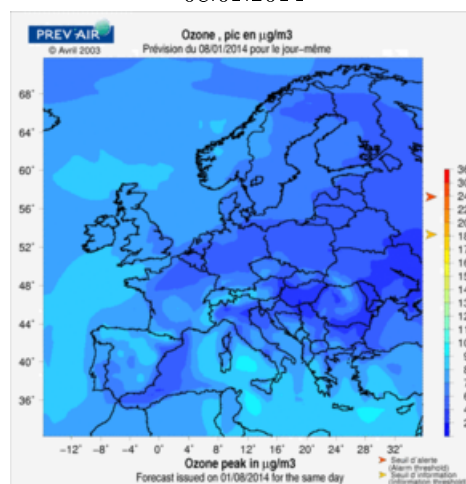 PREV'AIR
© Avril 2003
Ozone , pic en µg/m3
Prévision du 08/01/2014 pour le jour-même
68°
64°
60°
56°
52°
48°
44°
40°
36°
-12° -8° -4° 0° 4° 8° 12° 16° 20° 24° 28° 32°
Ozone peak in µg/m3
Forecast issued on 01/08/2014 for the same day
Seuil d'alerte
(Alarm threshold)
Seuil d'information
(Information threshold)